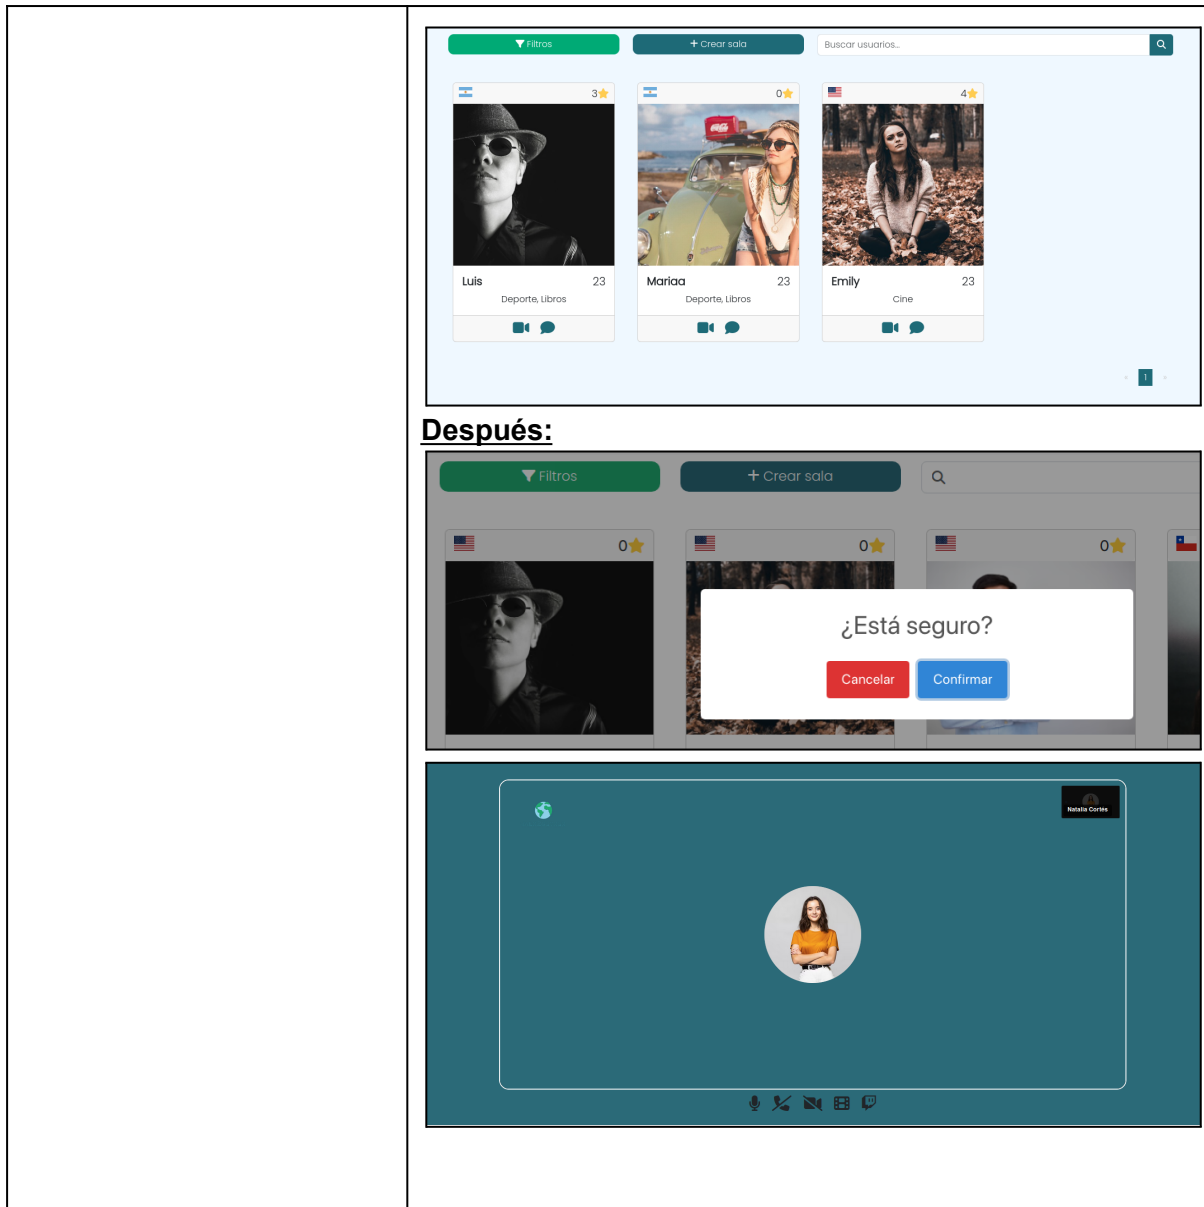 Filtros
+ Crear sala
Buscar usuarios...
3
0
4
Luis 23
Mariaa 23
Emily 23
Deporte, Libros
Deporte, Libros
Cine
« 1 »
Después:
Filtros
+ Crear sala
0
0
0
¿Está seguro?
Cancelar
Confirmar
Natalia Cortés